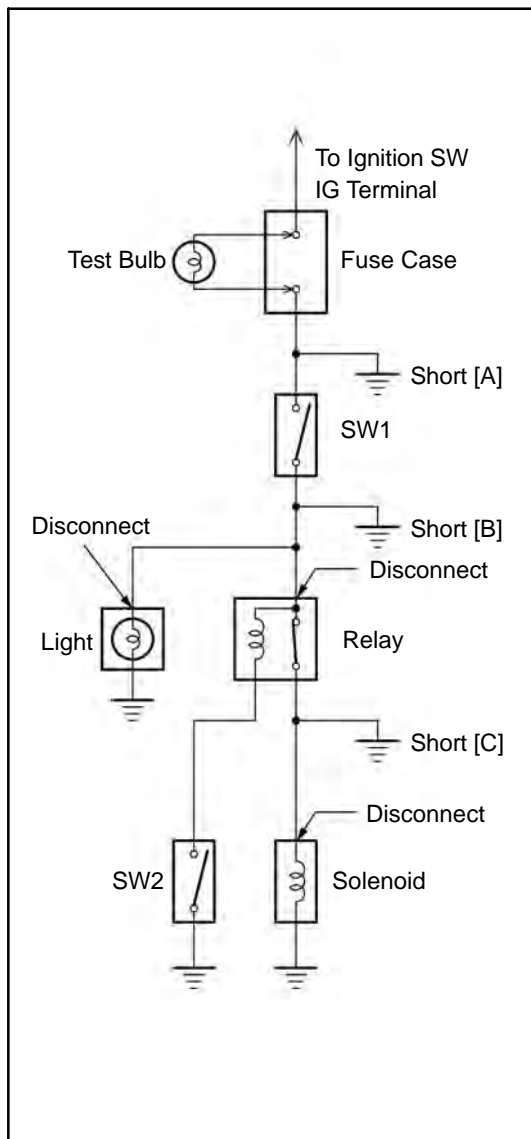 To Ignition SW
IG Terminal
Test Bulb
Fuse Case
Short [A]
SW1
Disconnect
Short [B]
Disconnect
Light
Relay
Short [C]
Disconnect
SW2
Solenoid